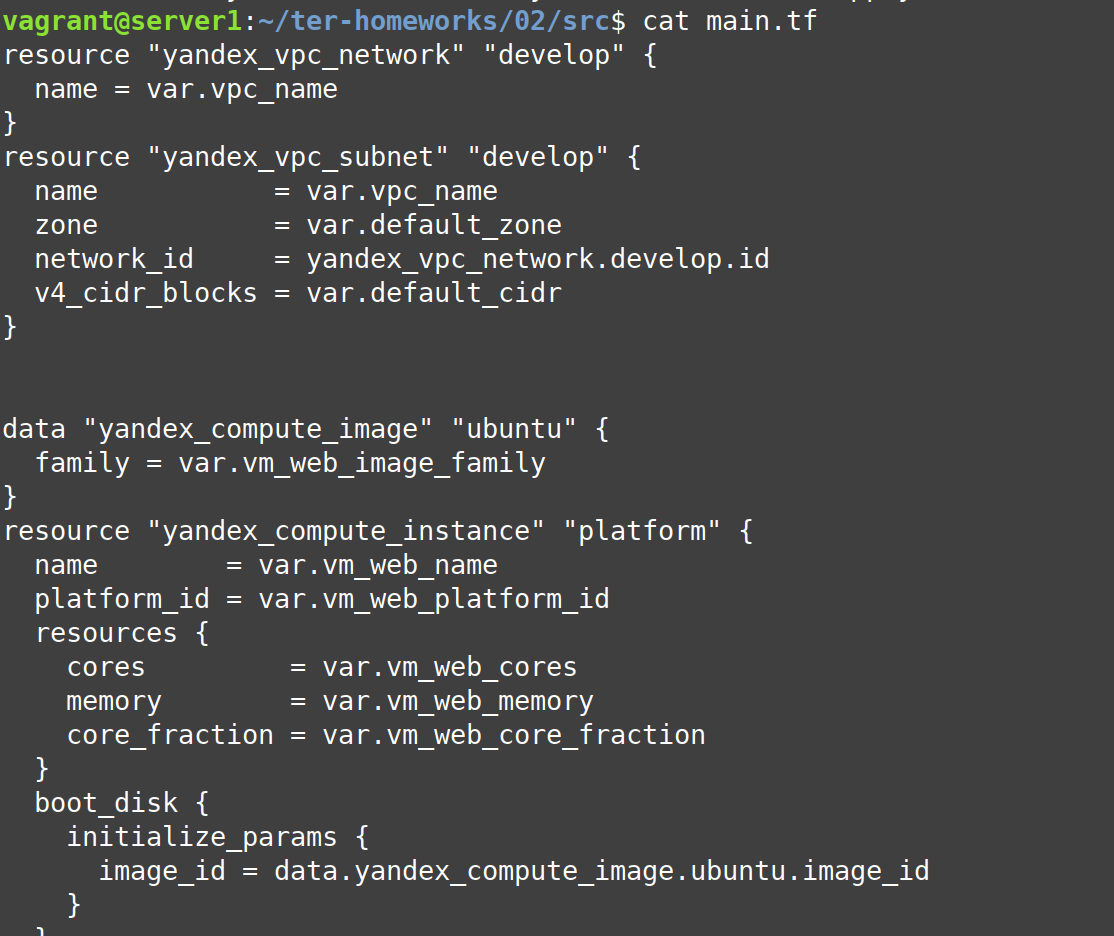 vagrant@server1:~/ter-homeworks/02/src$ cat main.tf
resource "yandex_vpc_network" "develop" {
  name = var.vpc_name
}
resource "yandex_vpc_subnet" "develop" {
  name           = var.vpc_name
  zone           = var.default_zone
  network_id     = yandex_vpc_network.develop.id
  v4_cidr_blocks = var.default_cidr
}


data "yandex_compute_image" "ubuntu" {
  family = var.vm_web_image_family
}
resource "yandex_compute_instance" "platform" {
  name        = var.vm_web_name
  platform_id = var.vm_web_platform_id
  resources {
    cores         = var.vm_web_cores
    memory        = var.vm_web_memory
    core_fraction = var.vm_web_core_fraction
  }
  boot_disk {
    initialize_params {
      image_id = data.yandex_compute_image.ubuntu.image_id
    }
  }